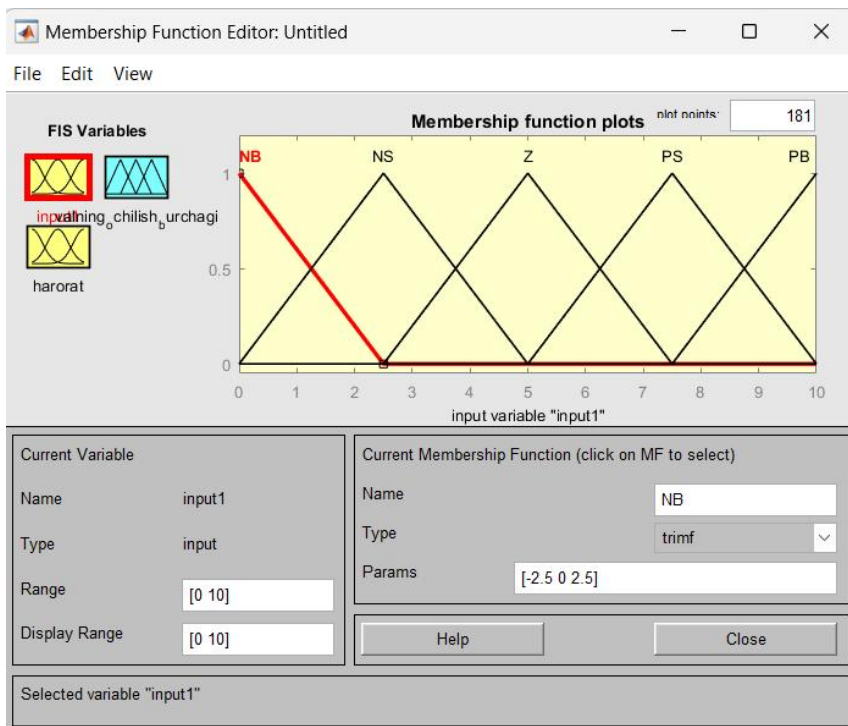 Membership Function Editor: Untitled
File Edit View
FIS Variables
input1
harorat
Membership function plots
plot points:
181
NB NS Z PS PB
1
0.5
0
0 1 2 3 4 5 6 7 8 9 10
input variable "input1"
Current Variable
Name input1
Type input
Range [0 10]
Display Range [0 10]
Current Membership Function (click on MF to select)
Name NB
Type trimf
Params [-2.5 0 2.5]
Help Close
Selected variable "input1"